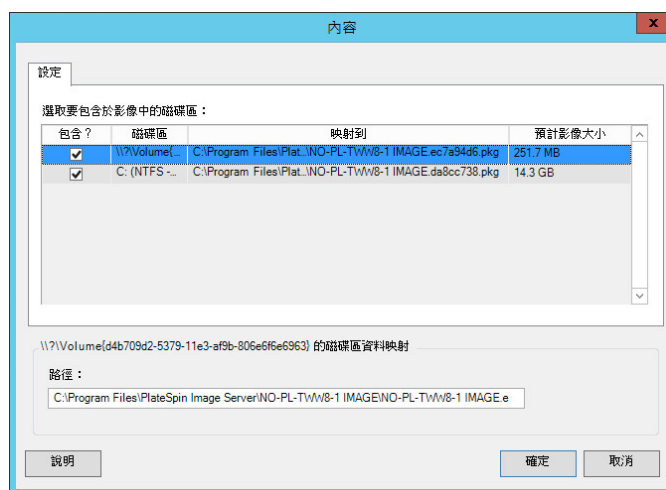 內容
x
設定
選取要包含於影像中的磁碟區：
包含？ 磁碟區 映射到 預計影像大小
\\?\Volume{... C:\Program Files\Plat...\NO-PL-TWW8-1 IMAGE.ec7a94d6.pkg 251.7 MB
C: (NTFS -... C:\Program Files\Plat...\NO-PL-TWW8-1 IMAGE.da8cc738.pkg 14.3 GB
\\?\Volume{d4b709d2-5379-11e3-af9b-806e6f6e6963} 的磁碟區資料映射
路徑：
C:\Program Files\PlateSpin Image Server\NO-PL-TWW8-1 IMAGE\NO-PL-TWW8-1 IMAGE.e
說明 確定 取消